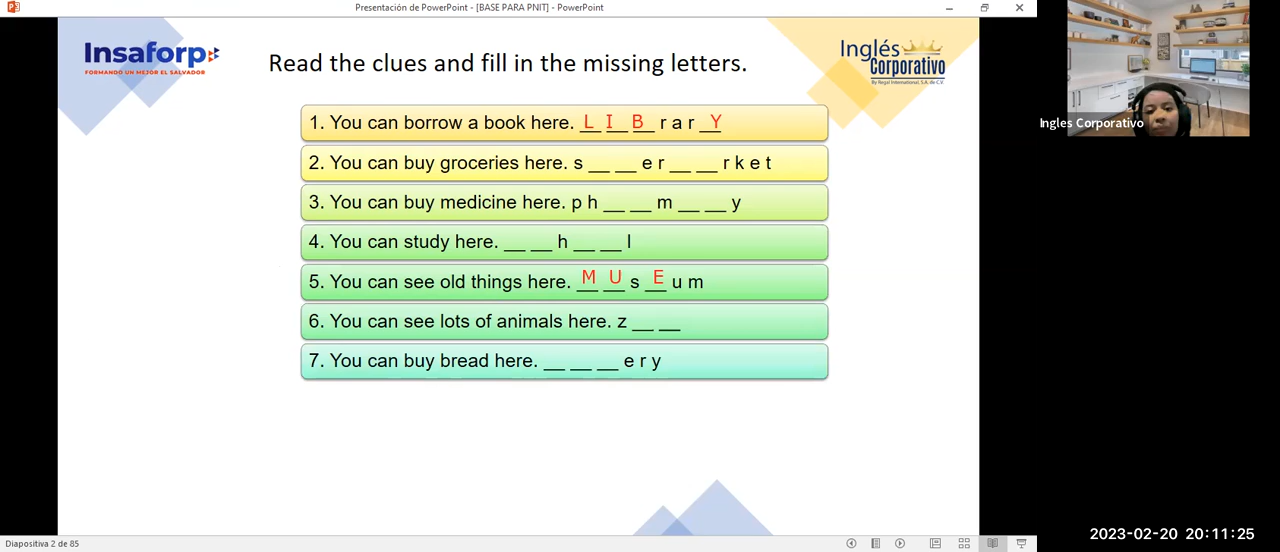 Presentación de PowerPoint - [BASE PARA PNIT] - PowerPoint
Insaforp
FORMANDO UN MEJOR EL SALVADOR
Read the clues and fill in the missing letters.
Inglés
Corporativo
By Regal International, S.A. de C.V.
1. You can borrow a book here. L I B r a r Y
2. You can buy groceries here. s __ __ e r __ __ r k e t
3. You can buy medicine here. p h __ __ m __ __ y
4. You can study here. __ __ h __ __ l
5. You can see old things here. M U s E u m
6. You can see lots of animals here. z __ __
7. You can buy bread here. __ __ __ e r y
Ingles Corporativo
Diapositiva 2 de 85
2023-02-20 20:11:25